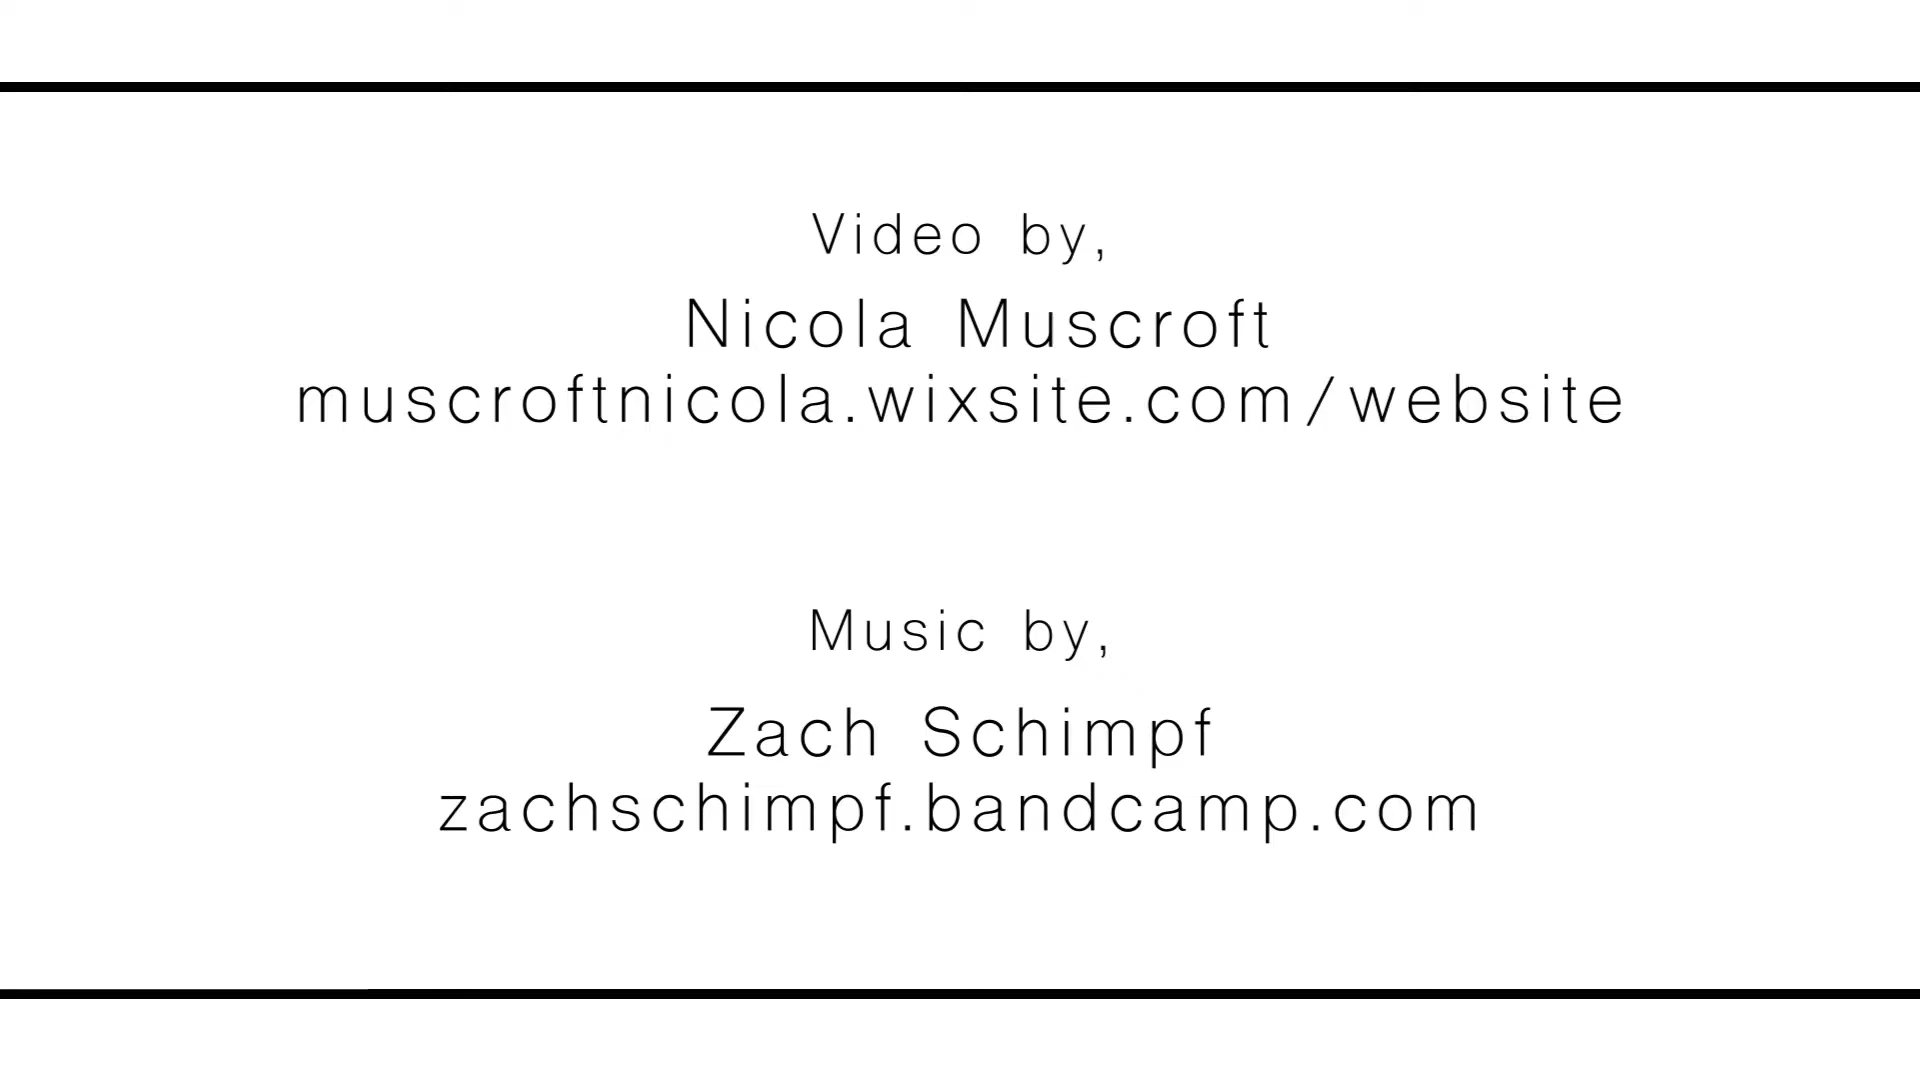 Video by,
Nicola Muscroft
muscroftnicola.wixsite.com/website
Music by,
Zach Schimpf
zachschimpf.bandcamp.com